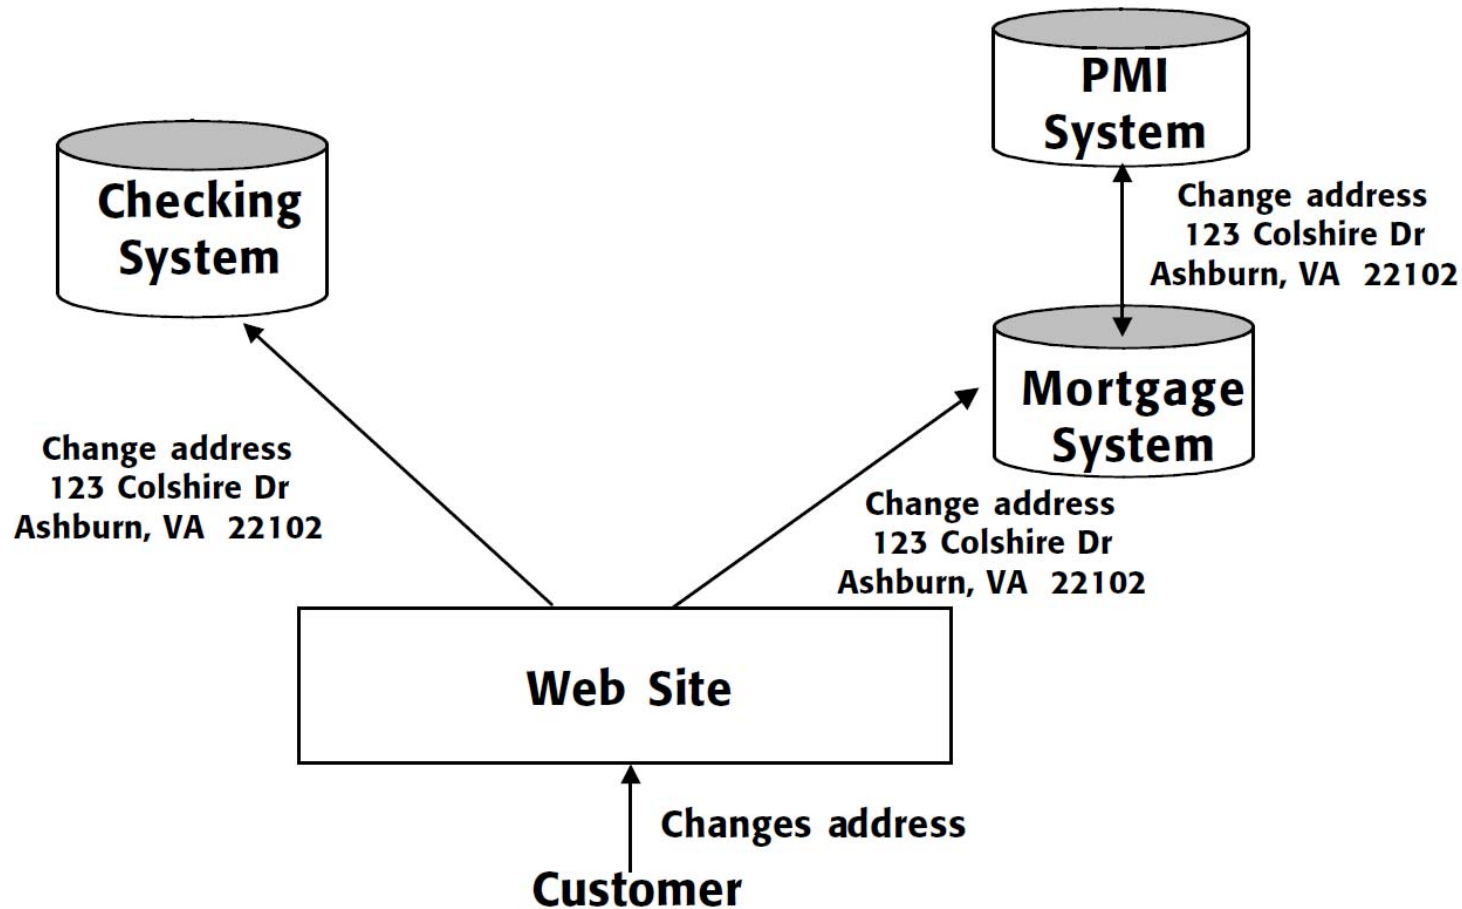 PMI
System
Checking
System
Change address
123 Colshire Dr
Ashburn, VA 22102
Mortgage
System
Change address
123 Colshire Dr
Ashburn, VA 22102
Change address
123 Colshire Dr
Ashburn, VA 22102
Web Site
Changes address
Customer